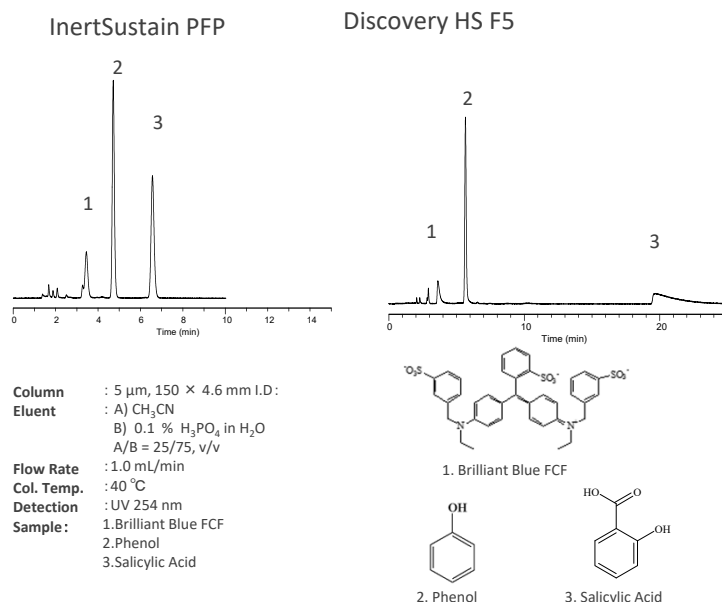 InertSustain PFP
Discovery HS F5
2
3
1
0 2 4 6 8 10 12 14
Time (min)
2
1
3
0 10 20
Time (min)
Column : 5 μm, 150 × 4.6 mm I.D :
Eluent : A) CH₃CN
B) 0.1 % H₃PO₄ in H₂O
A/B = 25/75, v/v
Flow Rate : 1.0 mL/min
Col. Temp. : 40 °C
Detection : UV 254 nm
Sample : 1.Brilliant Blue FCF
2.Phenol
3.Salicylic Acid
⁻O₃S SO₃⁻ SO₃⁻
N N⁺
1. Brilliant Blue FCF
OH
2. Phenol
HO O
OH
3. Salicylic Acid